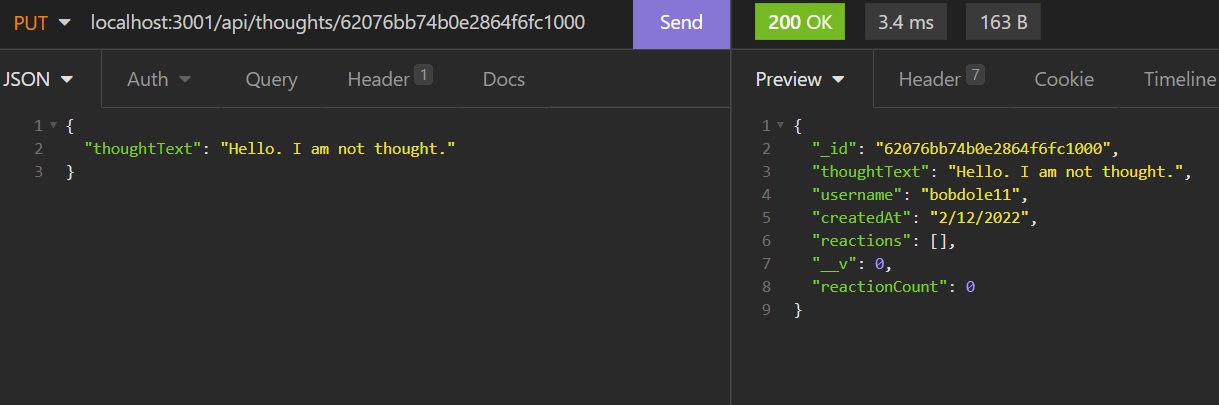 PUT localhost:3001/api/thoughts/62076bb74b0e2864f6fc1000 Send 200 OK 3.4 ms 163 B
JSON Auth Query Header 1 Docs Preview Header 7 Cookie Timeline
1 {
2 "thoughtText": "Hello. I am not thought."
3 }
1 {
2 "_id": "62076bb74b0e2864f6fc1000",
3 "thoughtText": "Hello. I am not thought.",
4 "username": "bobdole11",
5 "createdAt": "2/12/2022",
6 "reactions": [],
7 "__v": 0,
8 "reactionCount": 0
9 }